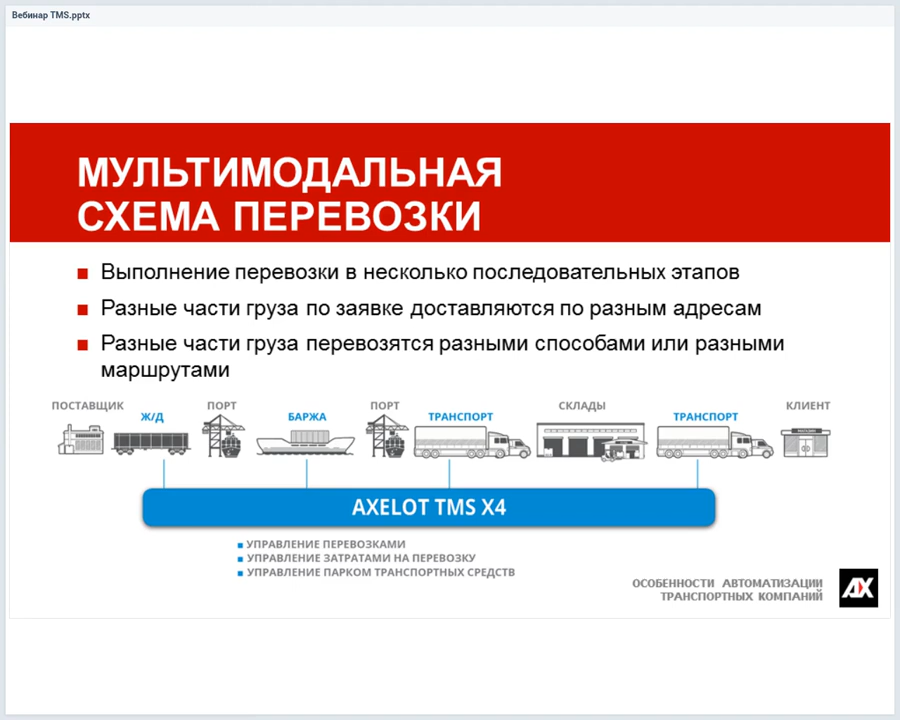 Вебинар TMS.pptx
МУЛЬТИМОДАЛЬНАЯ
СХЕМА ПЕРЕВОЗКИ
Выполнение перевозки в несколько последовательных этапов
Разные части груза по заявке доставляются по разным адресам
Разные части груза перевозятся разными способами или разными
маршрутами
ПОСТАВЩИК
Ж/Д
ПОРТ
БАРЖА
ПОРТ
ТРАНСПОРТ
СКЛАДЫ
ТРАНСПОРТ
КЛИЕНТ
AXELOT TMS X4
УПРАВЛЕНИЕ ПЕРЕВОЗКАМИ
УПРАВЛЕНИЕ ЗАТРАТАМИ НА ПЕРЕВОЗКУ
УПРАВЛЕНИЕ ПАРКОМ ТРАНСПОРТНЫХ СРЕДСТВ
ОСОБЕННОСТИ АВТОМАТИЗАЦИИ
ТРАНСПОРТНЫХ КОМПАНИЙ
AX